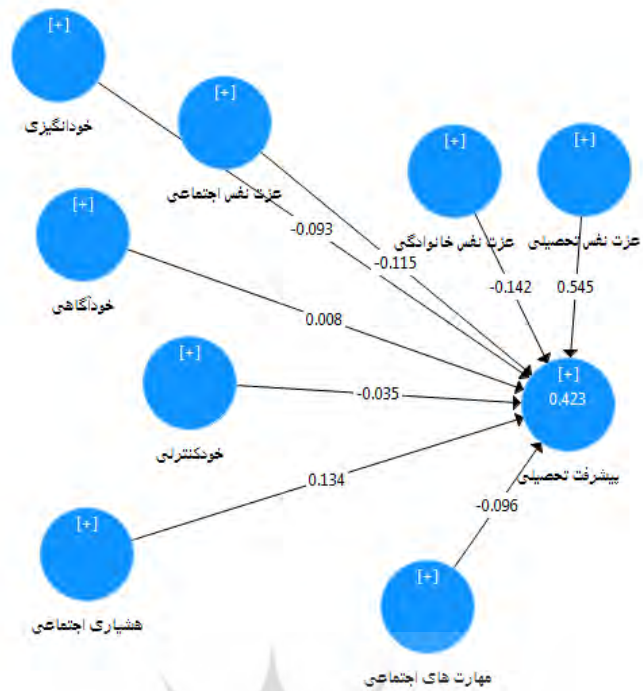 [+]
خودانگیزی
[+]
عزت نفس اجتماعی
[+]
عزت نفس خانوادگی
[+]
عزت نفس تحصیلی
-0.093
-0.115
-0.142
0.545
[+]
خودآگاهی
0.008
[+]
خودکنترلی
-0.035
[+]
0.423
پیشرفت تحصیلی
0.134
-0.096
[+]
هشیاری اجتماعی
[+]
مهارت های اجتماعی